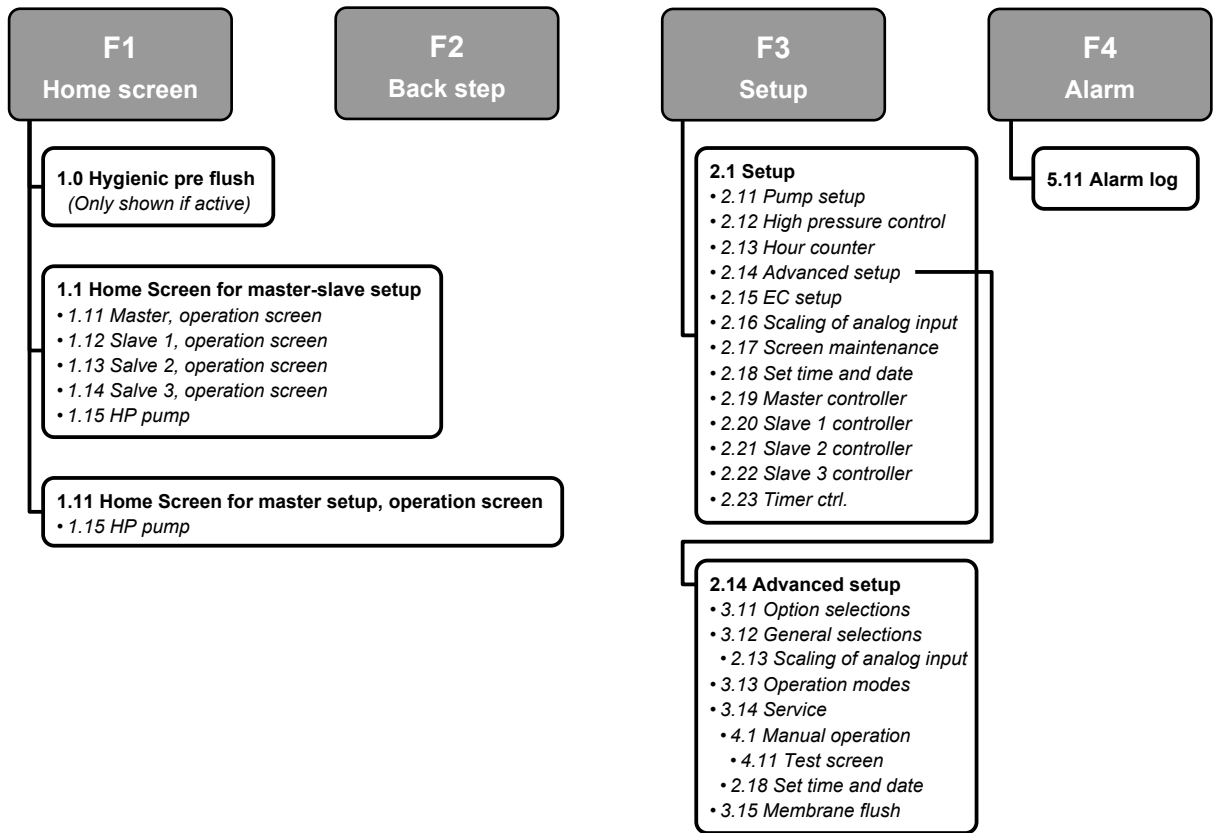 F1
Home screen
F2
Back step
F3
Setup
F4
Alarm
1.0 Hygienic pre flush
(Only shown if active)
1.1 Home Screen for master-slave setup
• 1.11 Master, operation screen
• 1.12 Slave 1, operation screen
• 1.13 Salve 2, operation screen
• 1.14 Salve 3, operation screen
• 1.15 HP pump
1.11 Home Screen for master setup, operation screen
• 1.15 HP pump
2.1 Setup
• 2.11 Pump setup
• 2.12 High pressure control
• 2.13 Hour counter
• 2.14 Advanced setup
• 2.15 EC setup
• 2.16 Scaling of analog input
• 2.17 Screen maintenance
• 2.18 Set time and date
• 2.19 Master controller
• 2.20 Slave 1 controller
• 2.21 Slave 2 controller
• 2.22 Slave 3 controller
• 2.23 Timer ctrl.
2.14 Advanced setup
• 3.11 Option selections
• 3.12 General selections
• 2.13 Scaling of analog input
• 3.13 Operation modes
• 3.14 Service
• 4.1 Manual operation
• 4.11 Test screen
• 2.18 Set time and date
• 3.15 Membrane flush
5.11 Alarm log